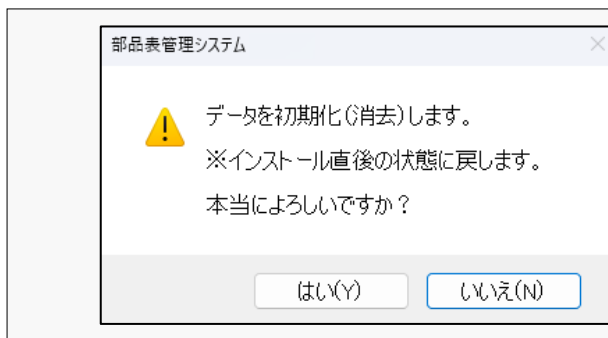 部品表管理システム
データを初期化(消去)します。
※インストール直後の状態に戻します。
本当によろしいですか？
はい(Y)
いいえ(N)